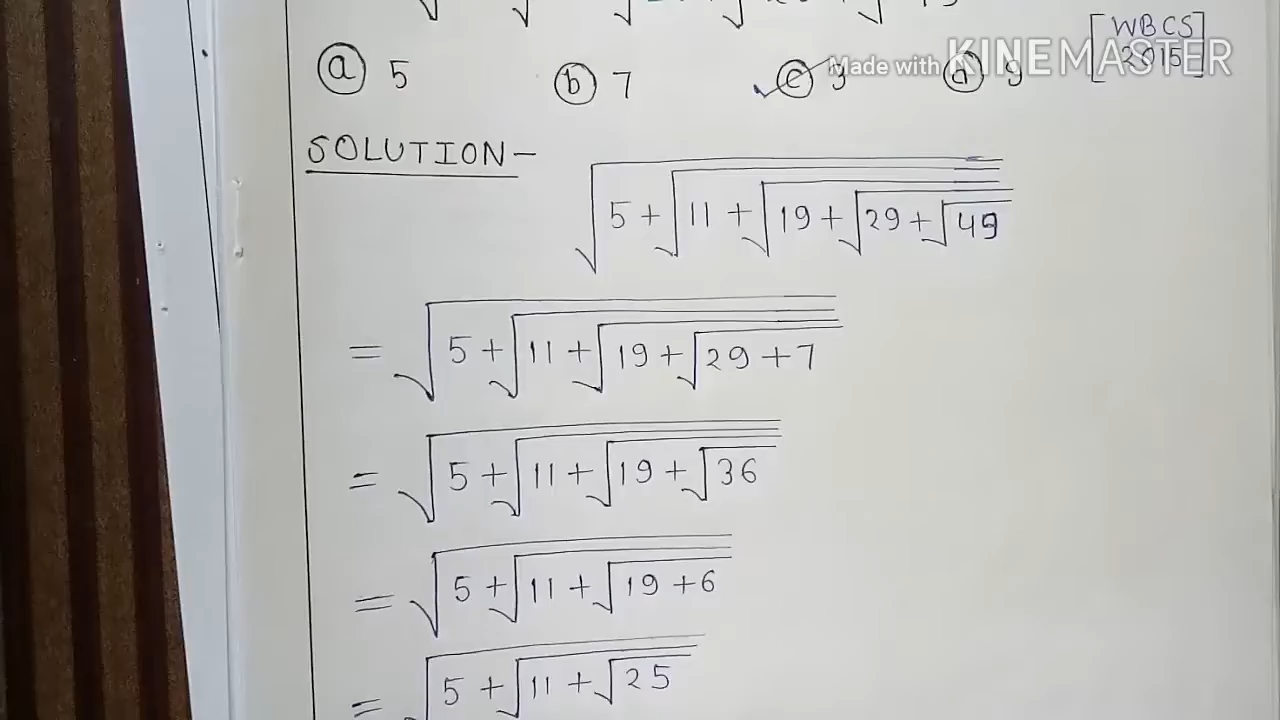 [WBCS 2015]
ⓐ 5 ⓑ 7 ⓒ 3 ⓓ 9
Made with KINEMASTER
SOLUTION-
√(5+√(11+√(19+√(29+√49))))
= √(5+√(11+√(19+√(29+7))))
= √(5+√(11+√(19+√36)))
= √(5+√(11+√(19+6)))
= √(5+√(11+√25))